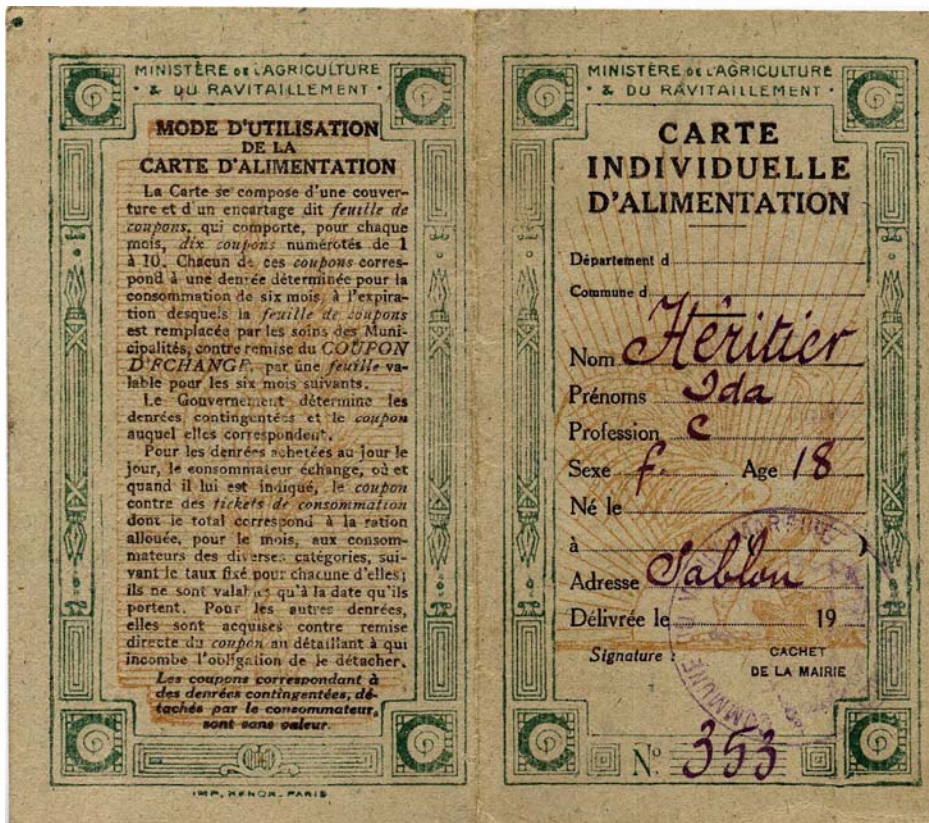 MINISTÈRE DE L'AGRICULTURE
& DU RAVITAILLEMENT
MODE D'UTILISATION
DE LA
CARTE D'ALIMENTATION
La Carte se compose d'une couver-
ture et d'un encartage dit feuille de
coupons, qui comporte, pour chaque
mois, dix coupons numérotés de 1
à 10. Chacun de ces coupons corres-
pond à une denrée déterminée pour la
consommation de six mois, à l'expira-
tion desquels la feuille de coupons
est remplacée par les soins des Muni-
cipalités, contre remise du COUPON
D'ECHANGE, par une feuille va-
lable pour les six mois suivants.
Le Gouvernement détermine les
denrées contingentées et le coupon
auquel elles correspondent.
Pour les denrées achetées au jour le
jour, le consommateur échange, où et
quand il lui est indiqué, le coupon
contre des tickets de consommation
dont le total correspond à la ration
allouée, pour le mois, aux consom-
mateurs des diverses catégories, sui-
vant le taux fixé pour chacune d'elles;
ils ne sont valables qu'à la date qu'ils
portent. Pour les autres denrées,
elles sont acquises contre remise
directe du coupon au détaillant à qui
incombe l'obligation de le détacher.
Les coupons correspondant à
des denrées contingentées, dé-
tachés par le consommateur,
sont sans valeur.
IMP. RENON. PARIS
MINISTÈRE DE L'AGRICULTURE
& DU RAVITAILLEMENT
CARTE
INDIVIDUELLE
D'ALIMENTATION
Département d
Commune d
Nom Héritier
Prénoms Ida
Profession C
Sexe f. Age 18
Né le
à
Adresse Sablon
Délivrée le 19
Signature :
CACHET
DE LA MAIRIE
COMMUNE
N° 353